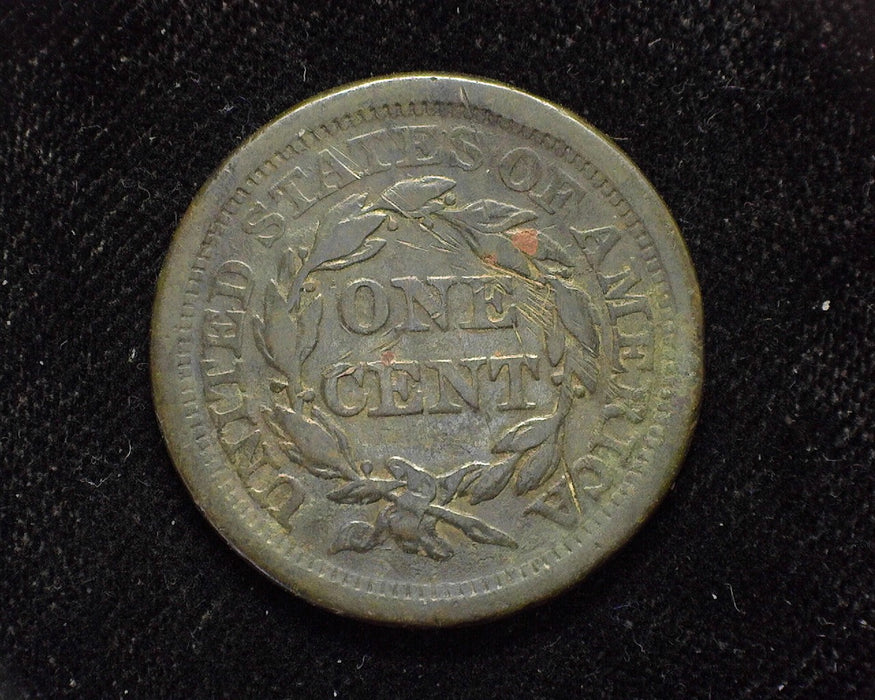 UNITED STATES OF AMERICA
ONE
CENT